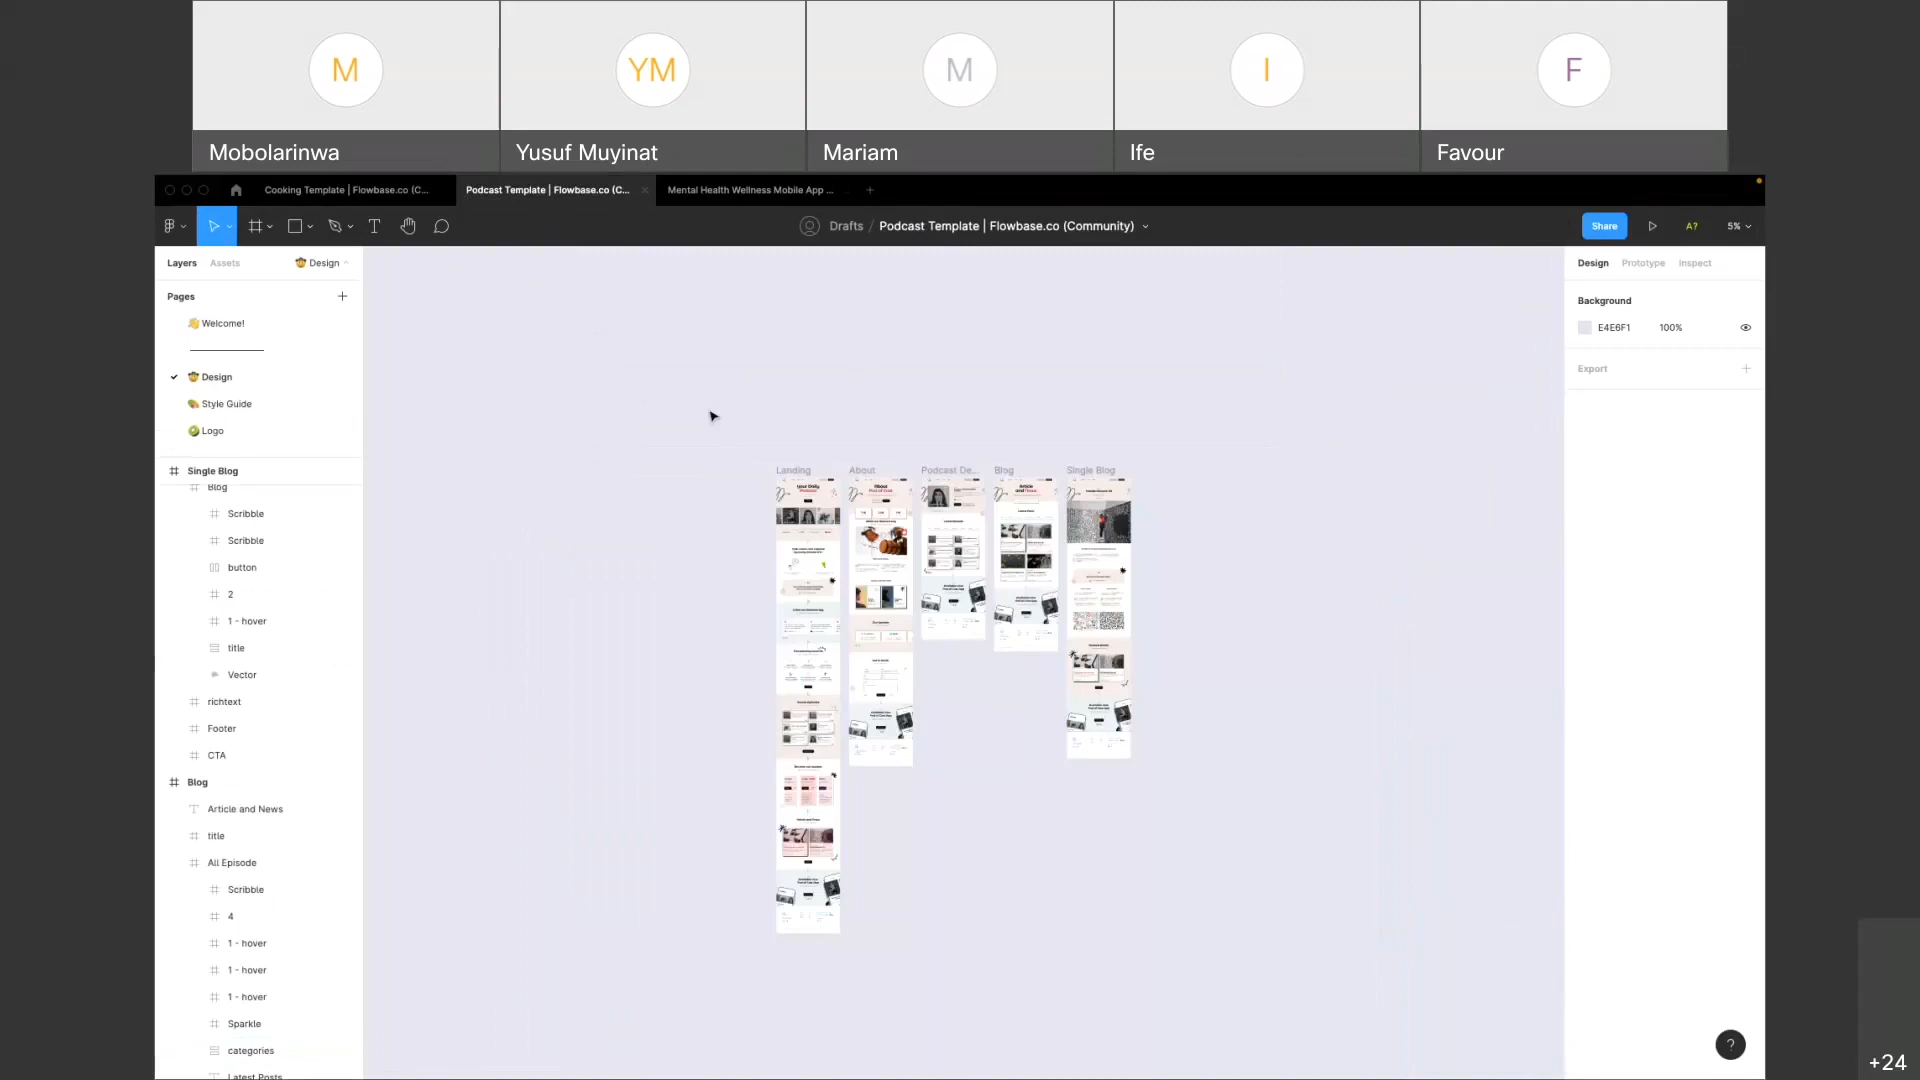 M
YM
M
I
F
Mobolarinwa
Yusuf Muyinat
Mariam
Ife
Favour
Cooking Template | Flowbase.co (C...
Podcast Template | Flowbase.co (C...
Mental Health Wellness Mobile App ...
Drafts / Podcast Template | Flowbase.co (Community)
Share
A?
5%
Layers
Assets
Design
Pages
Welcome!
Design
Style Guide
Logo
Single Blog
Blog
Scribble
Scribble
button
2
1 - hover
title
Vector
richtext
Footer
CTA
Blog
Article and News
title
All Episode
Scribble
4
1 - hover
1 - hover
1 - hover
Sparkle
categories
Latest Posts
Landing
About
Podcast De...
Blog
Single Blog
Design
Prototype
Inspect
Background
E4E6F1
100%
Export
?
+24